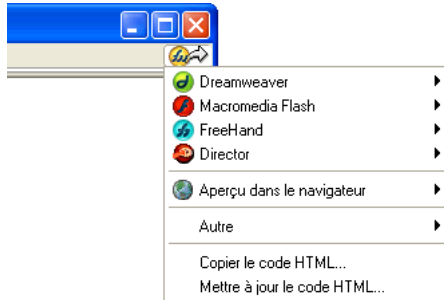 Dreamweaver
Macromedia Flash
FreeHand
Director
Aperçu dans le navigateur
Autre
Copier le code HTML...
Mettre à jour le code HTML...